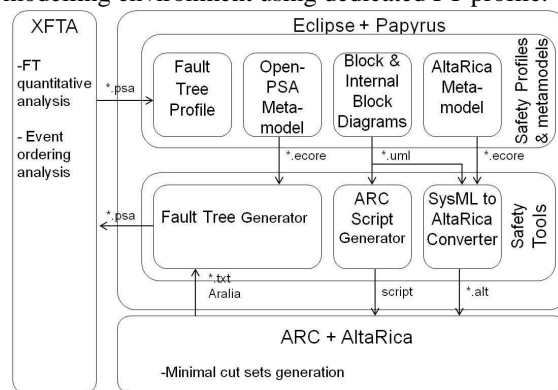 modelling environment using dedicated FT profile.
XFTA
-FT
quantitative
analysis
- Event
ordering
analysis
*.psa
*.psa
Eclipse + Papyrus
Fault
Tree
Profile
Open-
PSA
Meta-
model
Block &
Internal
Block
Diagrams
AltaRica
Meta-
model
Safety Profiles
& metamodels
*.ecore
*.uml
*.ecore
Fault Tree Generator
ARC
Script
Generator
SysML to
AltaRica
Converter
Safety
Tools
*.txt
Aralia
script
*.alt
ARC + AltaRica
-Minimal cut sets generation